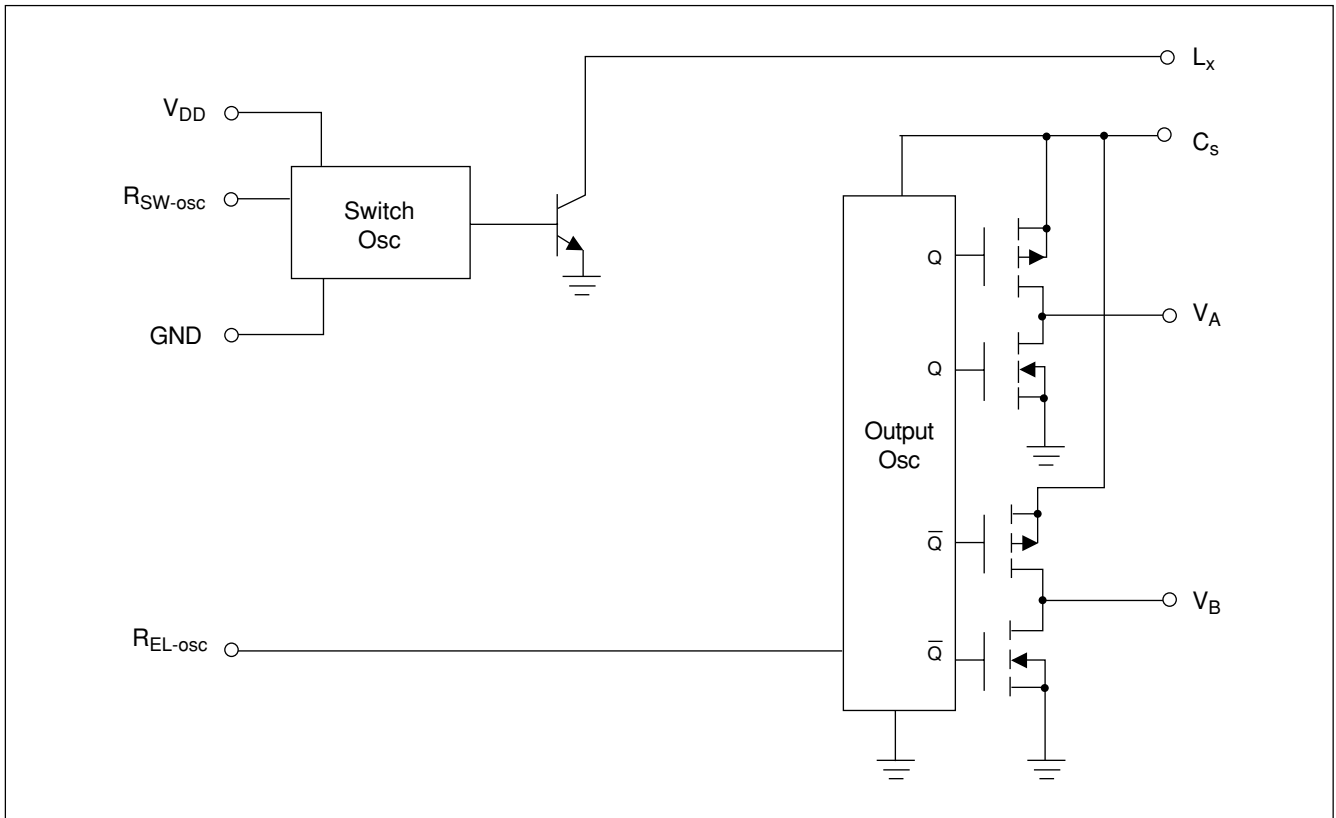 Lx
VDD
Cs
RSW-osc
Switch
Osc
Q
VA
GND
Q
Output
Osc
Q̅
VB
REL-osc
Q̅